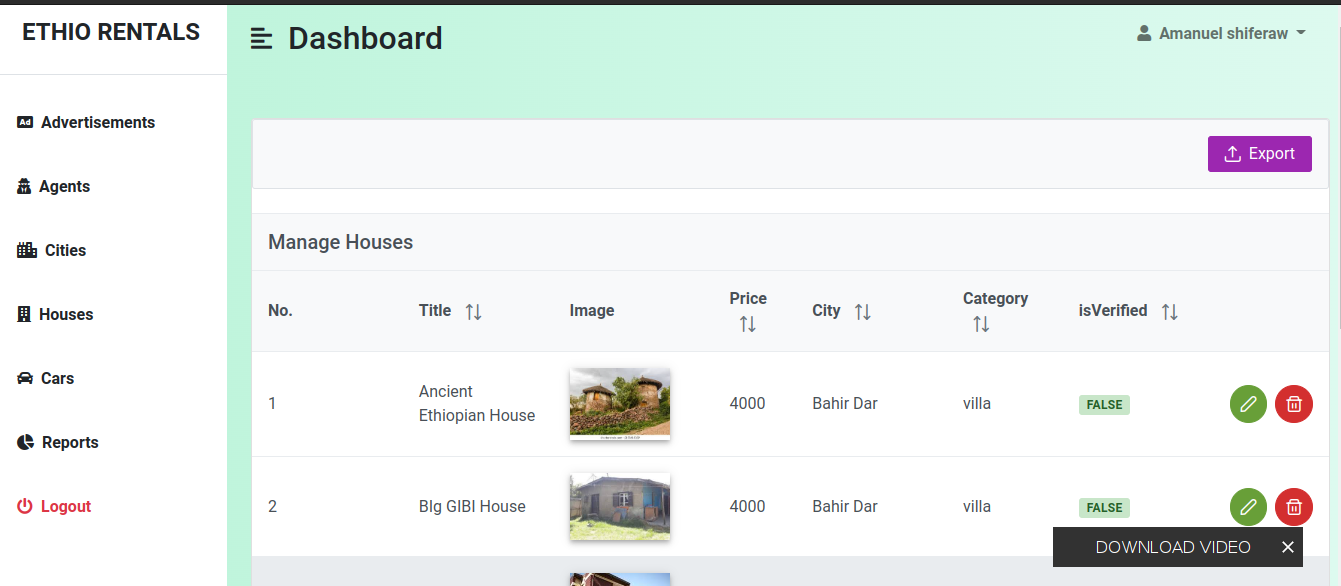 ETHIO RENTALS
Dashboard
Amanuel shiferaw
Ad Advertisements
Agents
Cities
Houses
Cars
Reports
Logout
Export
Manage Houses
No. Title Image Price City Category isVerified
1 Ancient
Ethiopian House 4000 Bahir Dar villa FALSE
2 BIg GIBI House 4000 Bahir Dar villa FALSE
DOWNLOAD VIDEO